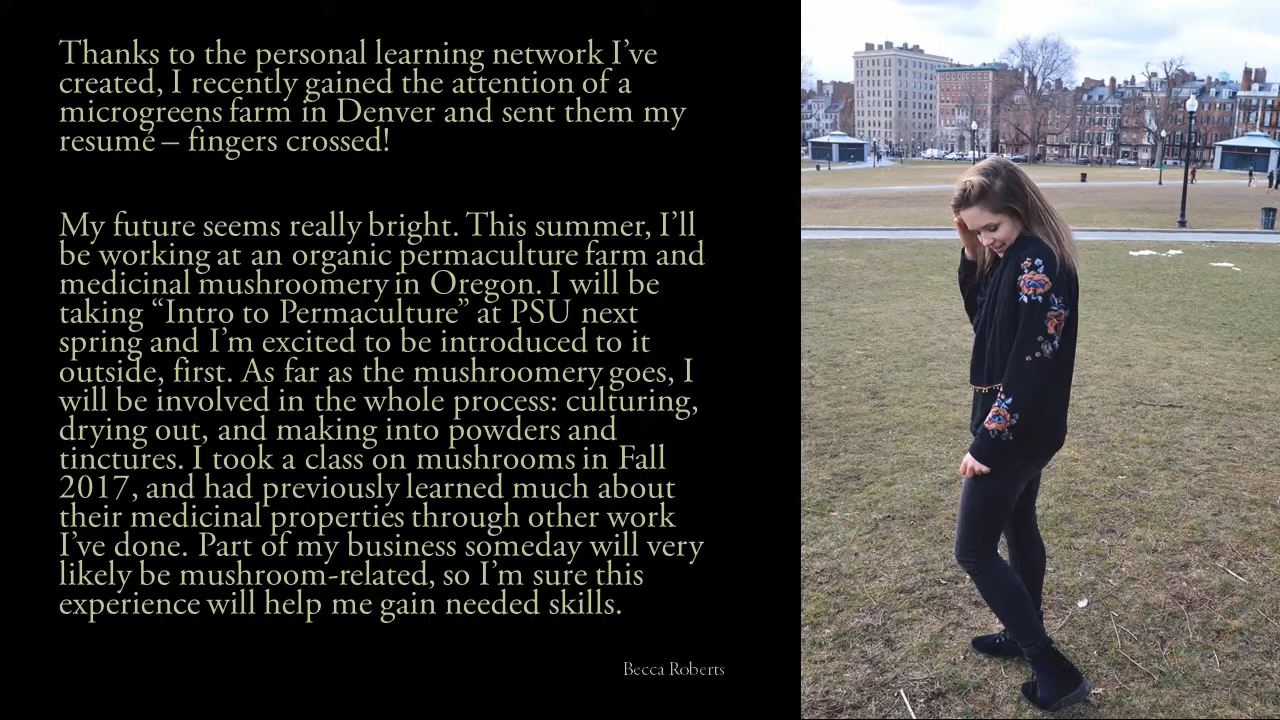 Thanks to the personal learning network I’ve
created, I recently gained the attention of a
microgreens farm in Denver and sent them my
resumé – fingers crossed!
My future seems really bright. This summer, I’ll
be working at an organic permaculture farm and
medicinal mushroomery in Oregon. I will be
taking “Intro to Permaculture” at PSU next
spring and I’m excited to be introduced to it
outside, first. As far as the mushroomery goes, I
will be involved in the whole process: culturing,
drying out, and making into powders and
tinctures. I took a class on mushrooms in Fall
2017, and had previously learned much about
their medicinal properties through other work
I’ve done. Part of my business someday will very
likely be mushroom-related, so I’m sure this
experience will help me gain needed skills.
Becca Roberts